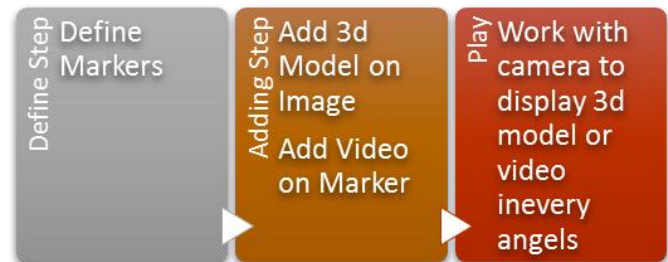 Define Step
Define
Markers
Adding Step
Add 3d
Model on
Image
Add Video
on Marker
Play
Work with
camera to
display 3d
model or
video
inevery
angels